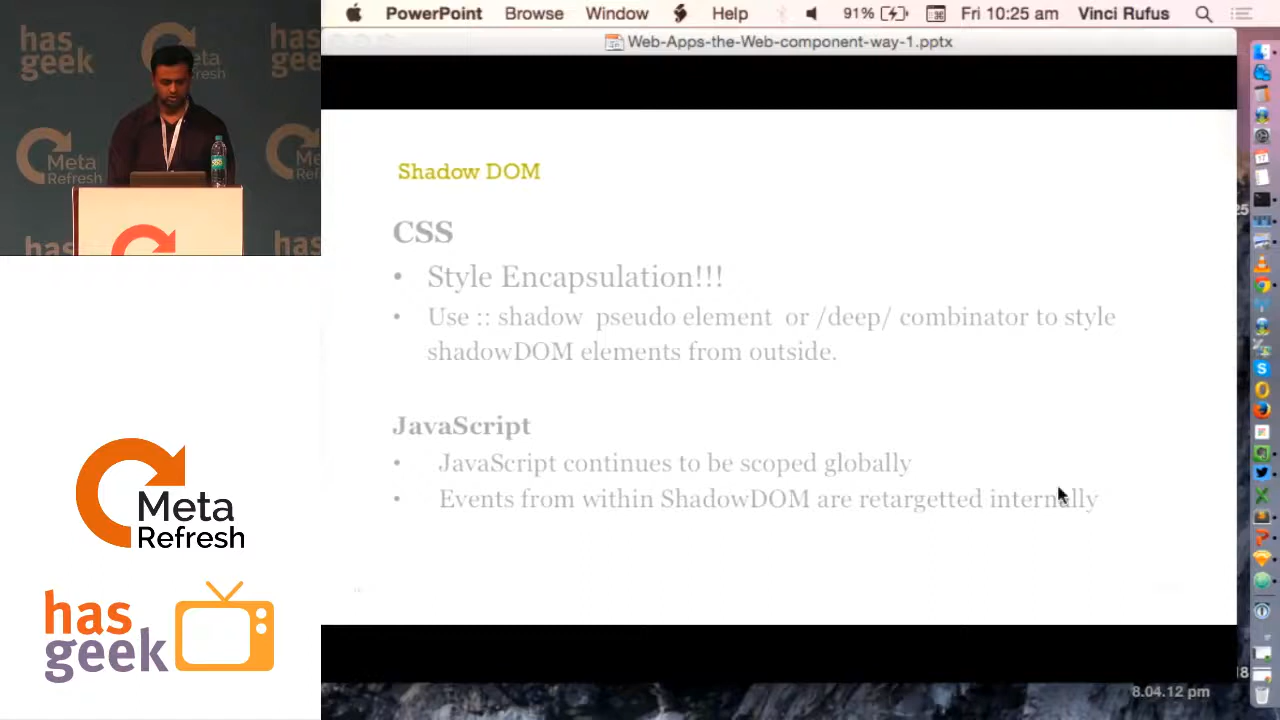 PowerPoint Browse Window Help 91% Fri 10:25 am Vinci Rufus
Web-Apps-the-Web-component-way-1.pptx
has
geek
Meta
Refresh
has
Shadow DOM
CSS
• Style Encapsulation!!!
• Use :: shadow pseudo element or /deep/ combinator to style
shadowDOM elements from outside.
JavaScript
• JavaScript continues to be scoped globally
• Events from within ShadowDOM are retargetted internally
Meta
Refresh
has
geek
8.04.12 pm